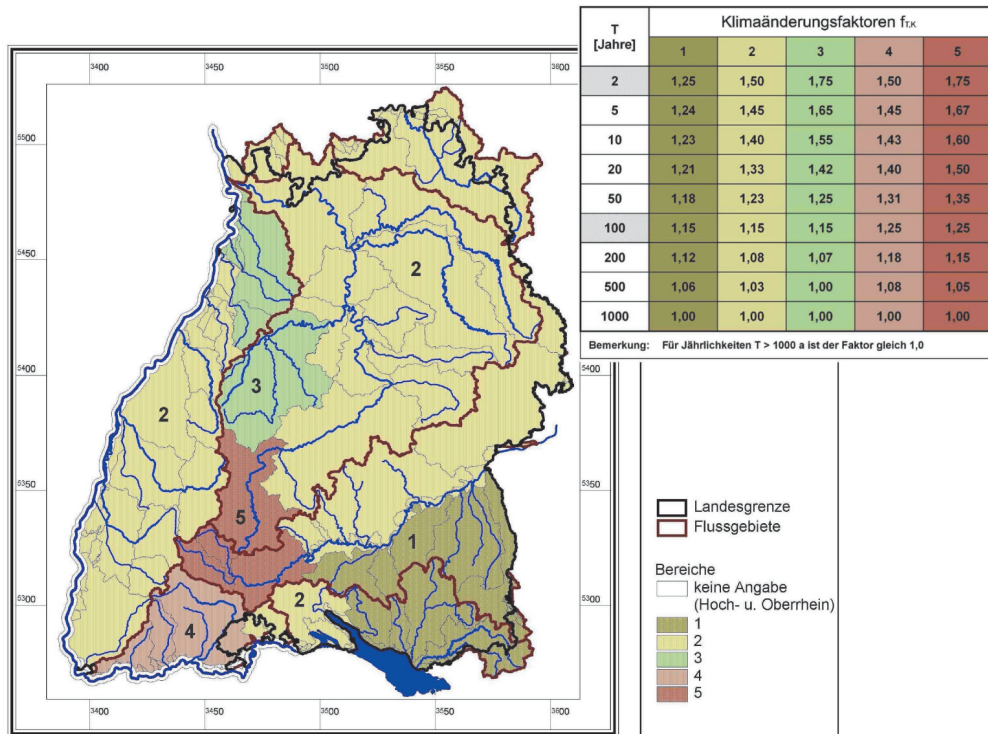 Klimaänderungsfaktoren fT,K
T [Jahre] 1 2 3 4 5
2 1,25 1,50 1,75 1,50 1,75
5 1,24 1,45 1,65 1,45 1,67
10 1,23 1,40 1,55 1,43 1,60
20 1,21 1,33 1,42 1,40 1,50
50 1,18 1,23 1,25 1,31 1,35
100 1,15 1,15 1,15 1,25 1,25
200 1,12 1,08 1,07 1,18 1,15
500 1,06 1,03 1,00 1,08 1,05
1000 1,00 1,00 1,00 1,00 1,00
Bemerkung: Für Jährlichkeiten T > 1000 a ist der Faktor gleich 1,0
3400 3450 3500 3550 3600
5500
5450
2
5400
3
2
5350
5
1
5300
2
4
3400 3450 3500 3550 3600
Landesgrenze
Flussgebiete
Bereiche
keine Angabe
(Hoch- u. Oberrhein)
1
2
3
4
5